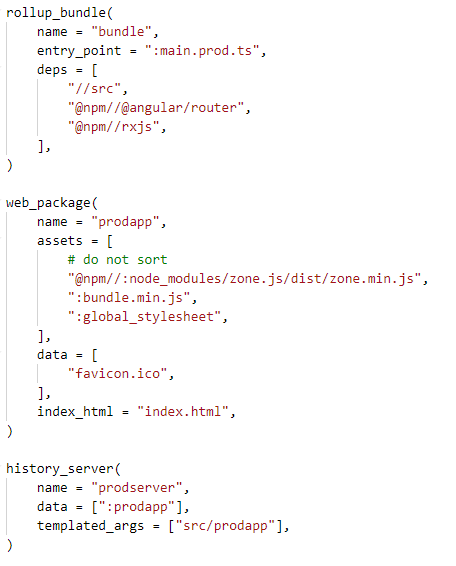 rollup_bundle(
    name = "bundle",
    entry_point = ":main.prod.ts",
    deps = [
        "//src",
        "@npm//@angular/router",
        "@npm//rxjs",
    ],
)

web_package(
    name = "prodapp",
    assets = [
        # do not sort
        "@npm//:node_modules/zone.js/dist/zone.min.js",
        ":bundle.min.js",
        ":global_stylesheet",
    ],
    data = [
        "favicon.ico",
    ],
    index_html = "index.html",
)

history_server(
    name = "prodserver",
    data = [":prodapp"],
    templated_args = ["src/prodapp"],
)